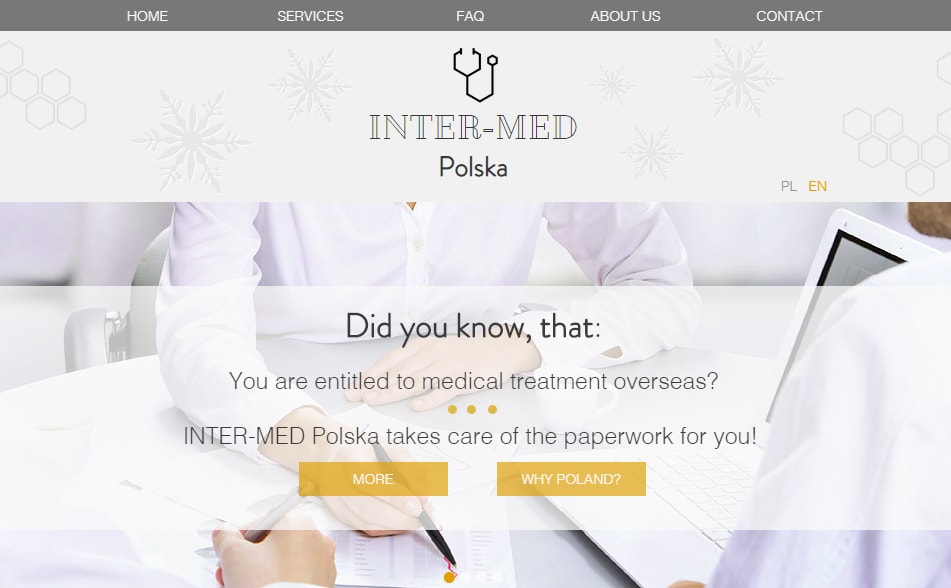 HOME SERVICES FAQ ABOUT US CONTACT
INTER-MED
Polska
PL EN
Did you know, that:
You are entitled to medical treatment overseas?
INTER-MED Polska takes care of the paperwork for you!
MORE WHY POLAND?